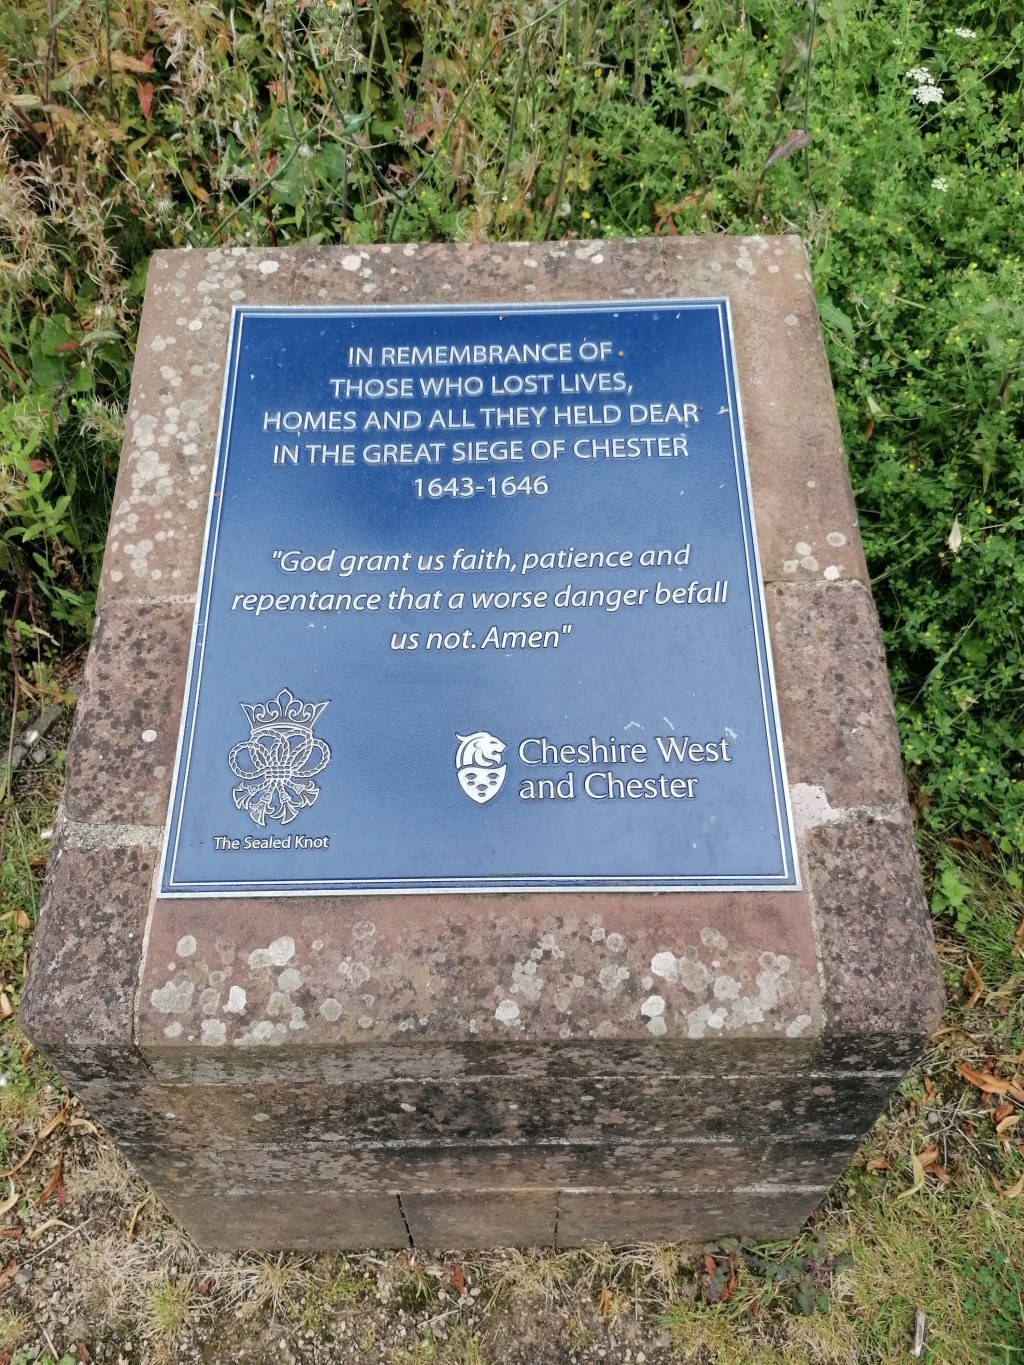 IN REMEMBRANCE OF
THOSE WHO LOST LIVES,
HOMES AND ALL THEY HELD DEAR
IN THE GREAT SIEGE OF CHESTER
1643-1646
"God grant us faith, patience and
repentance that a worse danger befall
us not. Amen"
The Sealed Knot
Cheshire West
and Chester